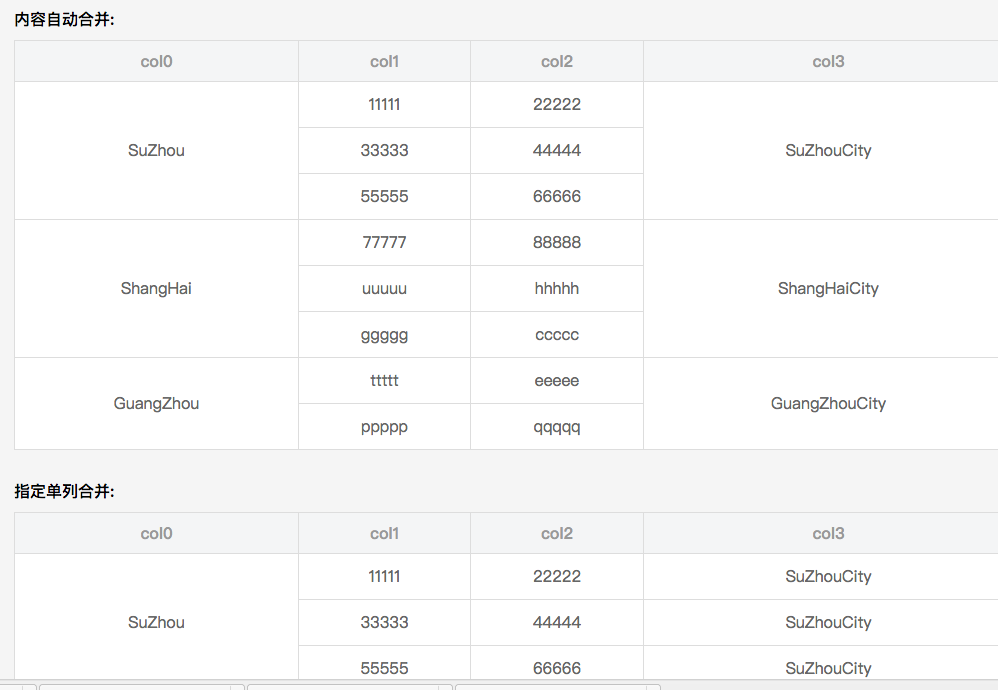 内容自动合并:
col0 col1 col2 col3
11111 22222
SuZhou 33333 44444 SuZhouCity
55555 66666
77777 88888
ShangHai uuuuu hhhhh ShangHaiCity
ggggg ccccc
ttttt eeeee
GuangZhou GuangZhouCity
ppppp qqqqq
指定单列合并:
col0 col1 col2 col3
11111 22222 SuZhouCity
SuZhou 33333 44444 SuZhouCity
55555 66666 SuZhouCity